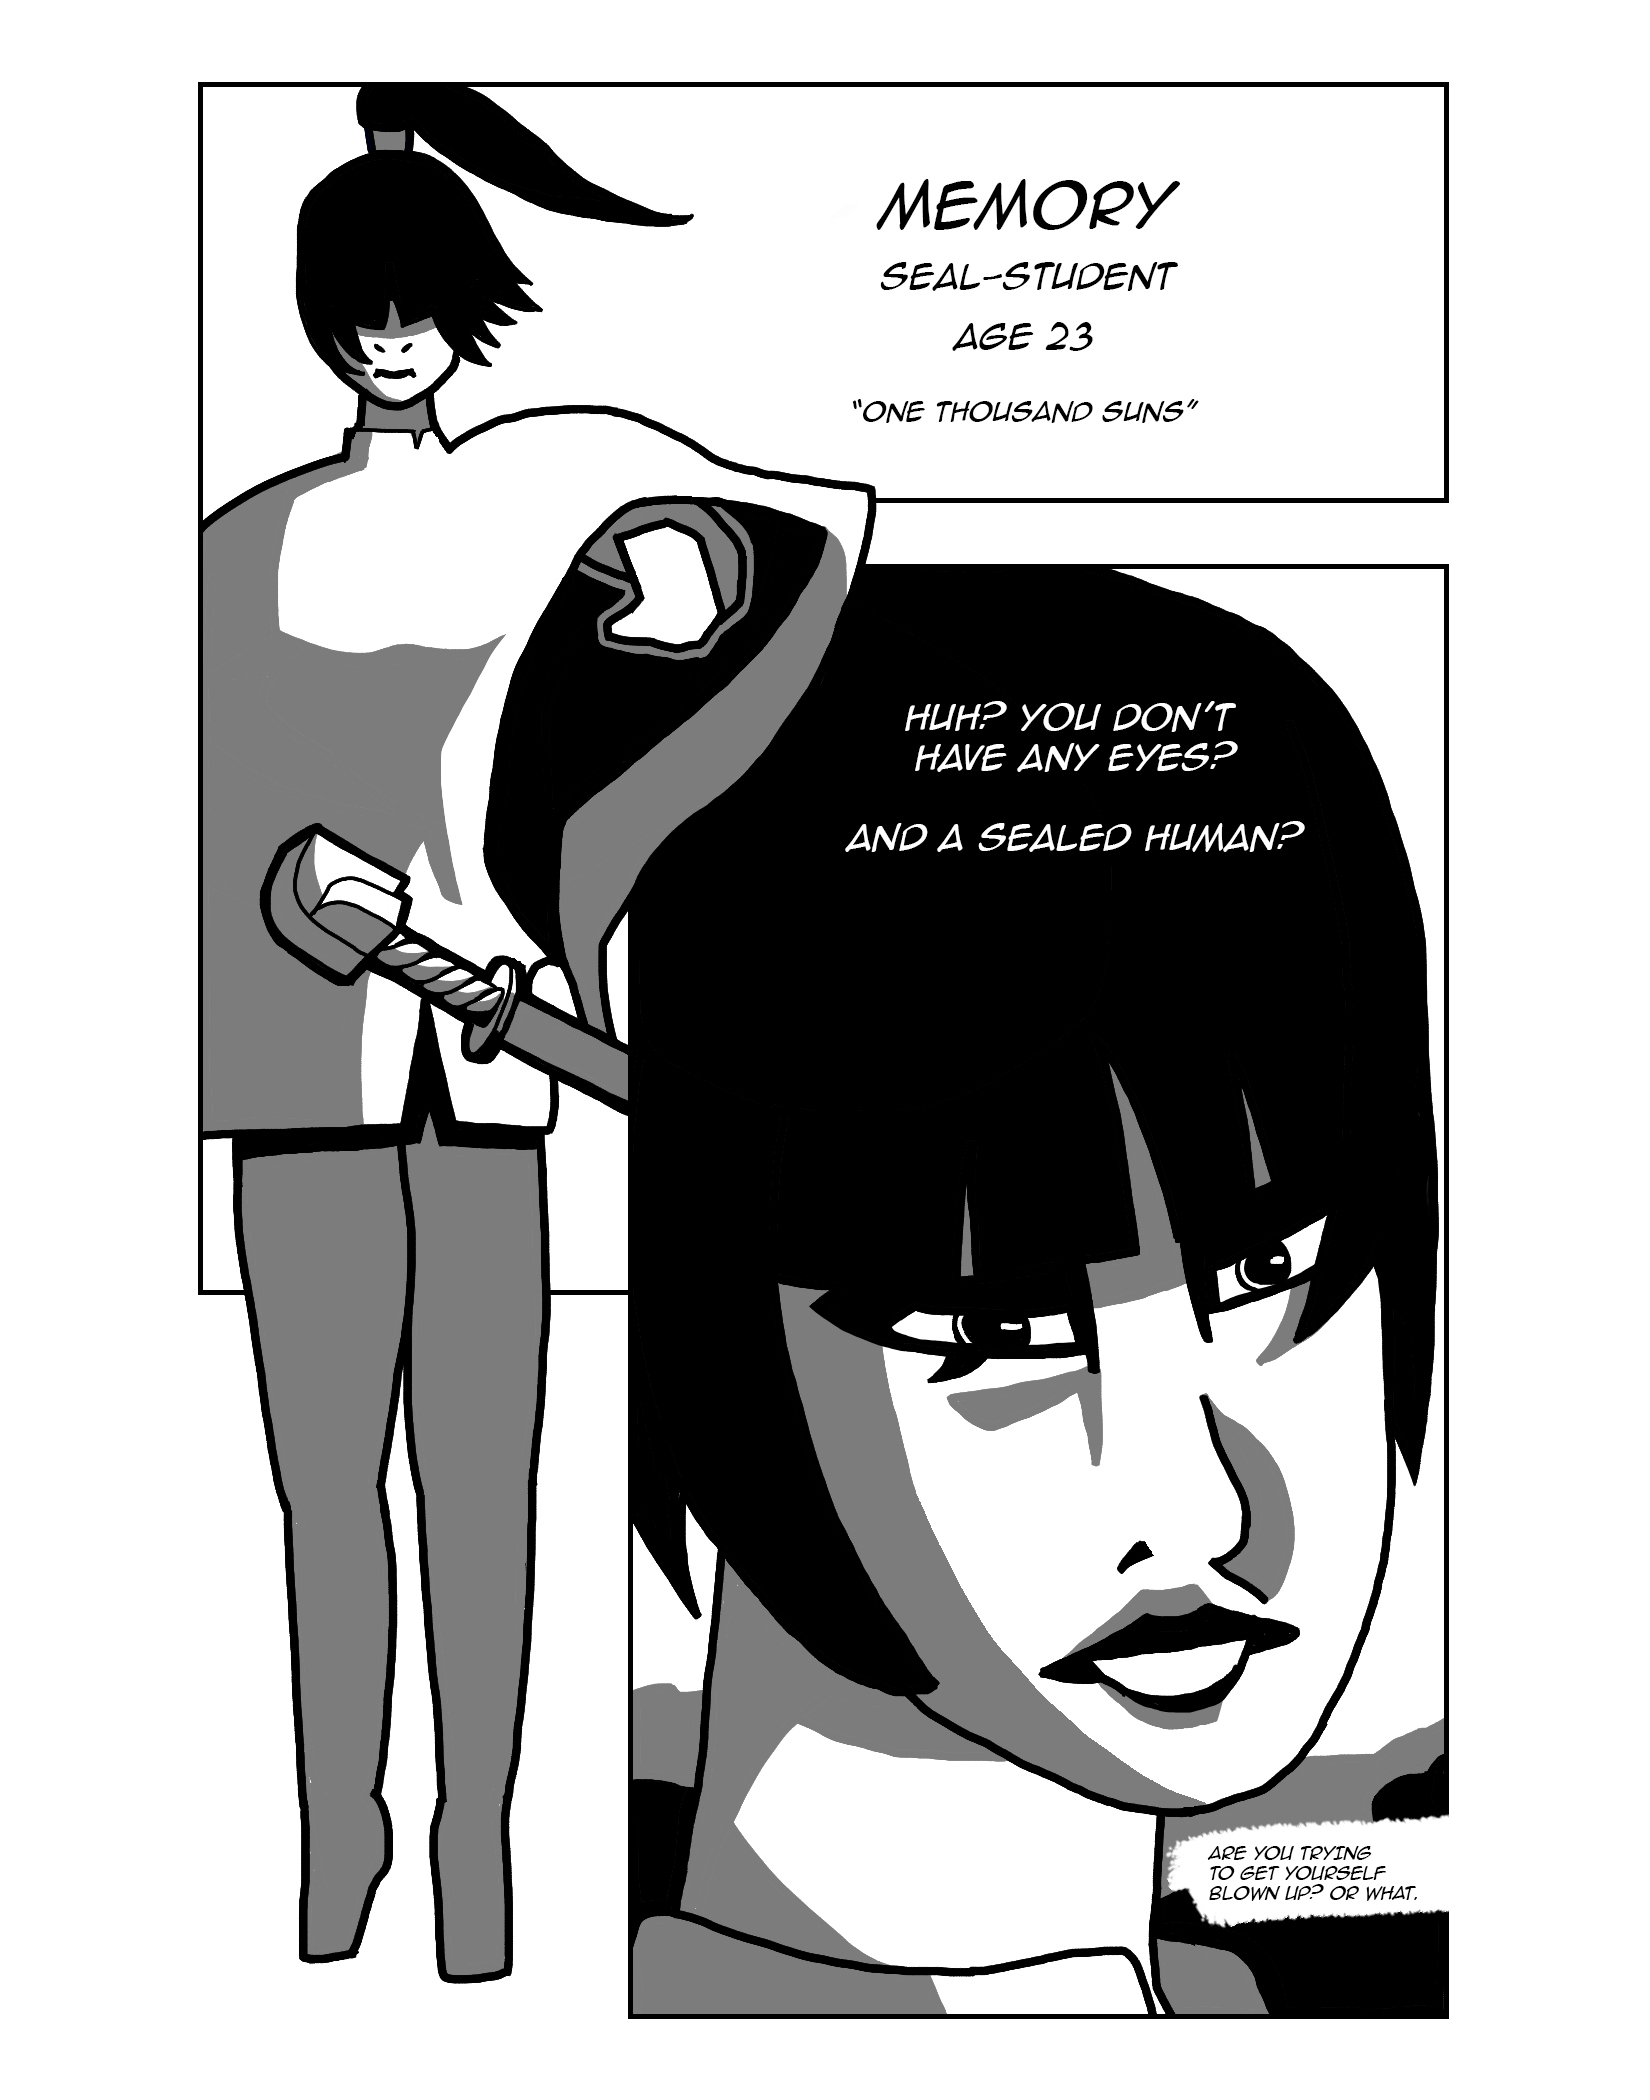 MEMORY
SEAL-STUDENT
AGE 23
"ONE THOUSAND SUNS"
HUH? YOU DON'T
HAVE ANY EYES?
AND A SEALED HUMAN?
ARE YOU TRYING
TO GET YOURSELF
BLOWN UP? OR WHAT.